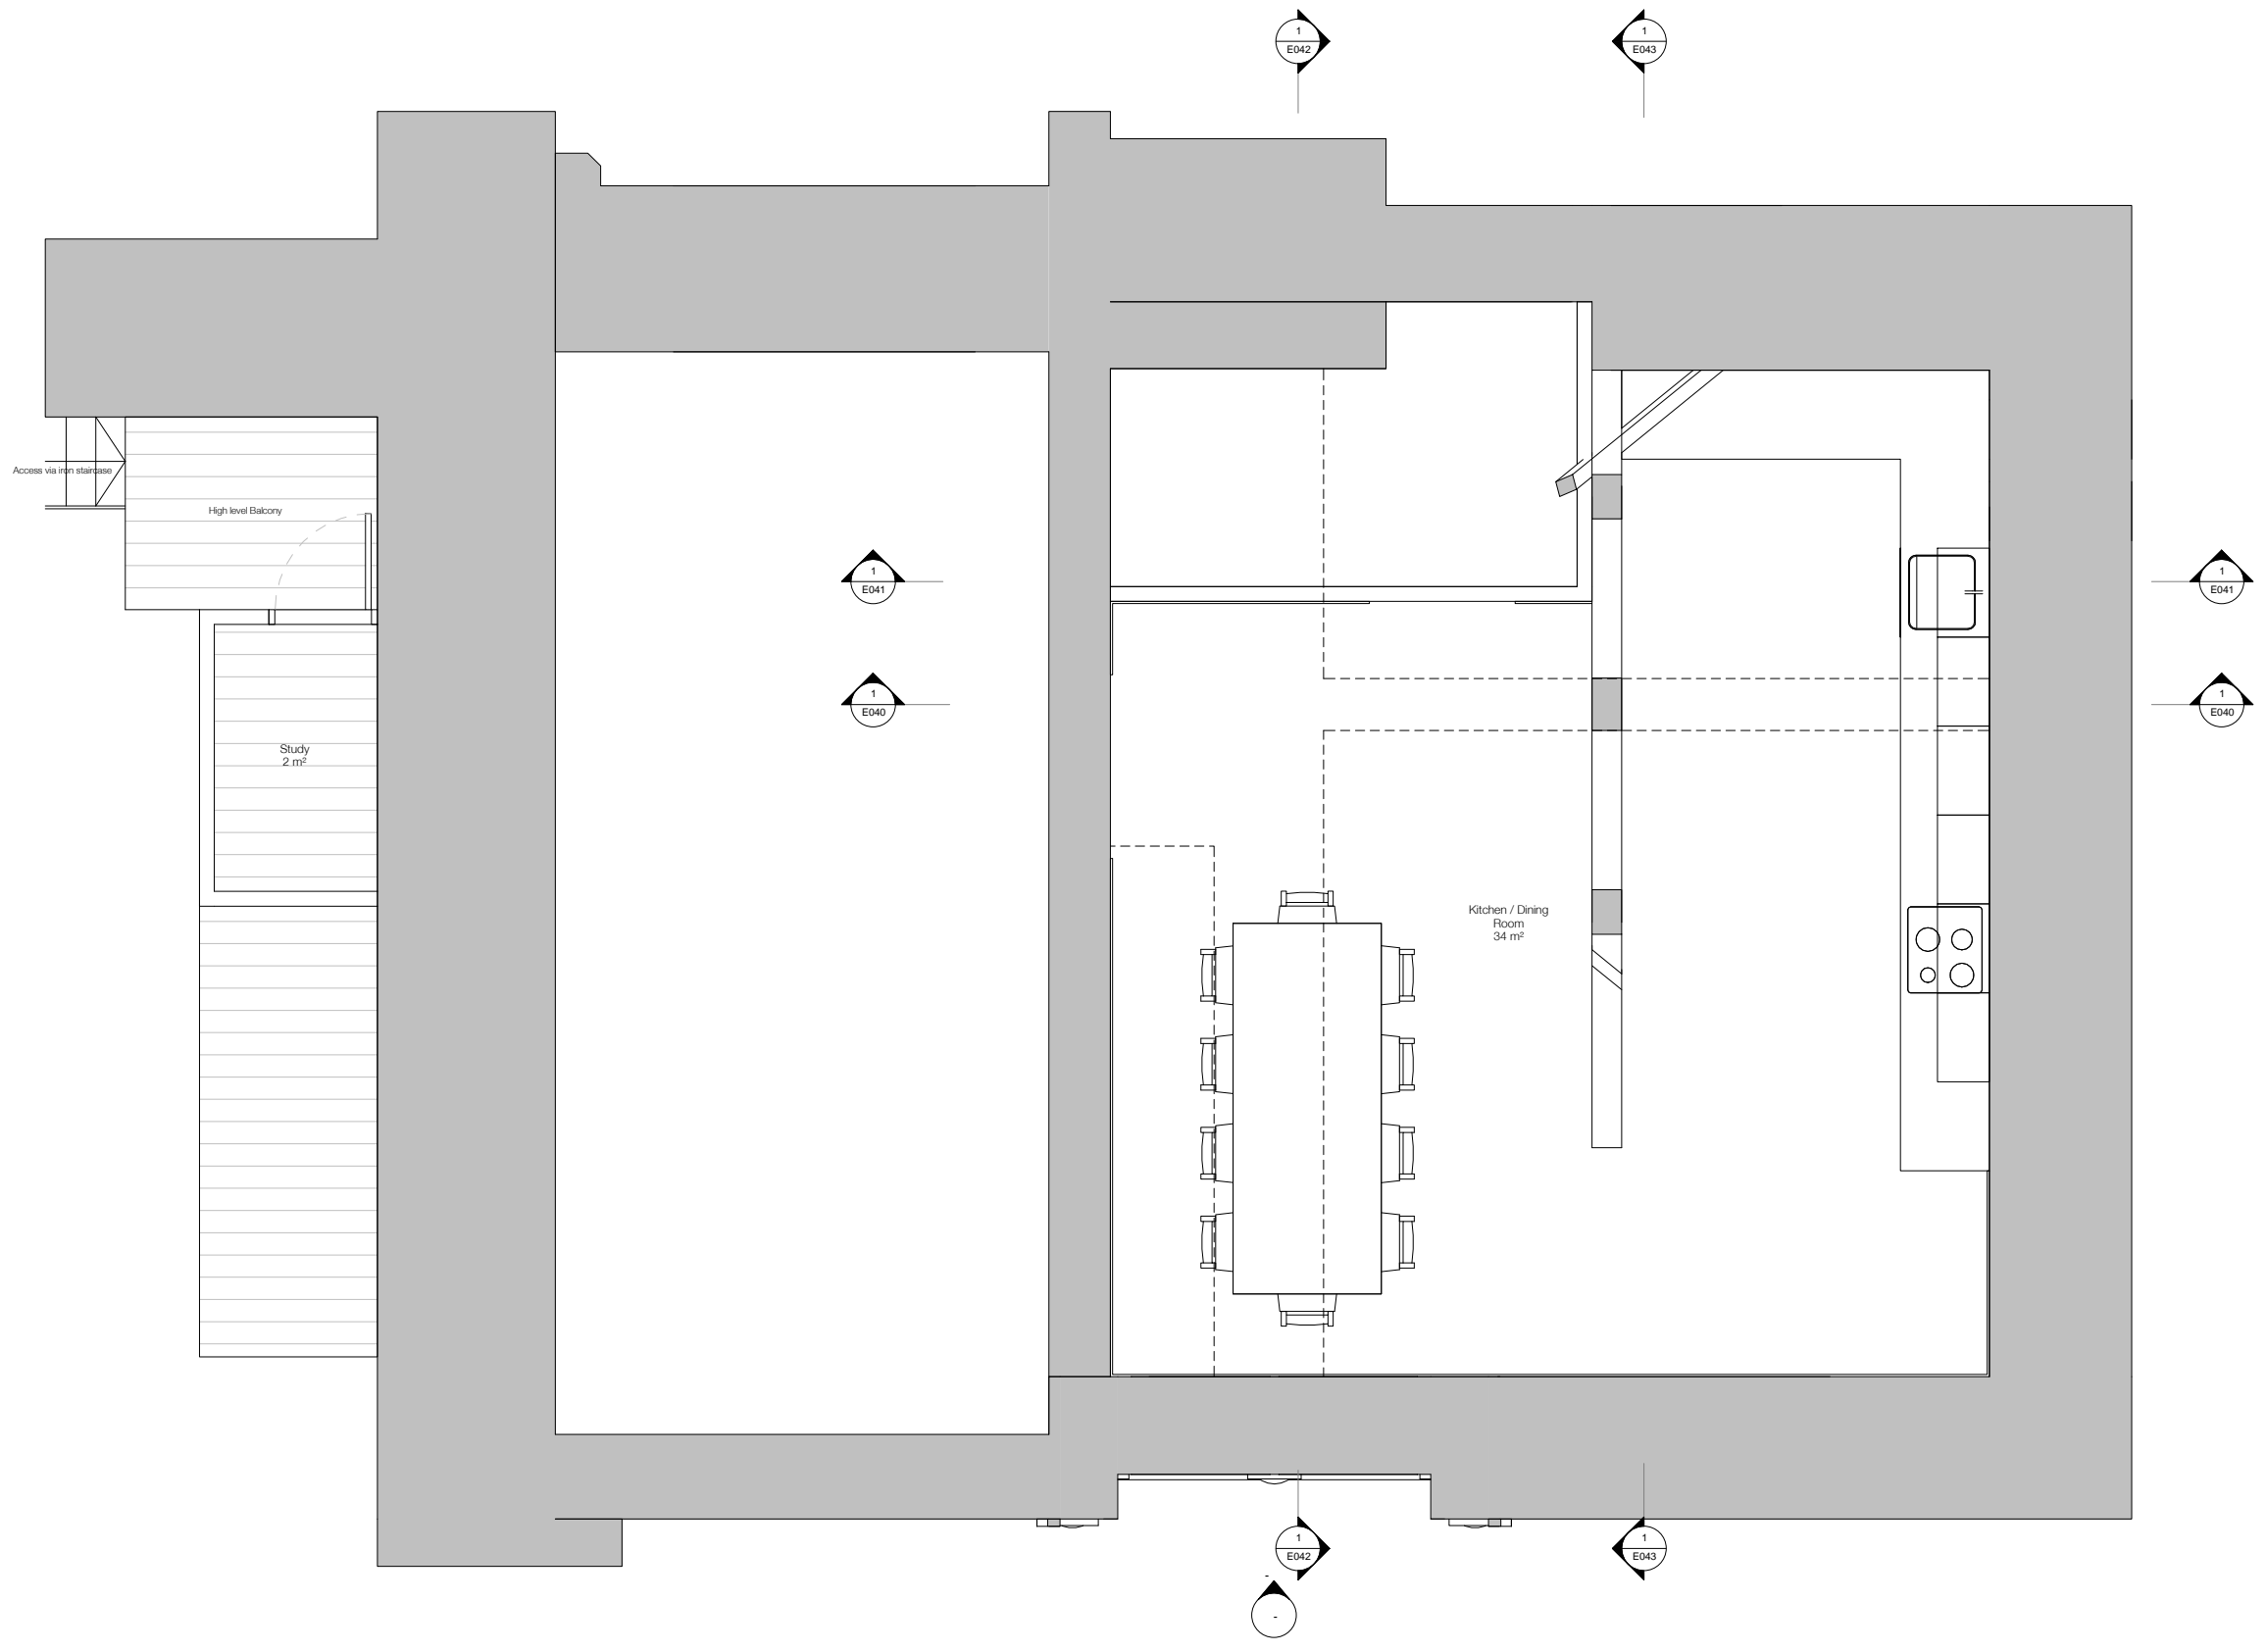 1
E042
1
E043
Access via iron staircase
High level Balcony
1
E041
1
E041
1
E040
1
E040
Study
2 m²
Kitchen / Dining
Room
34 m²
1
E042
1
E043
-
-